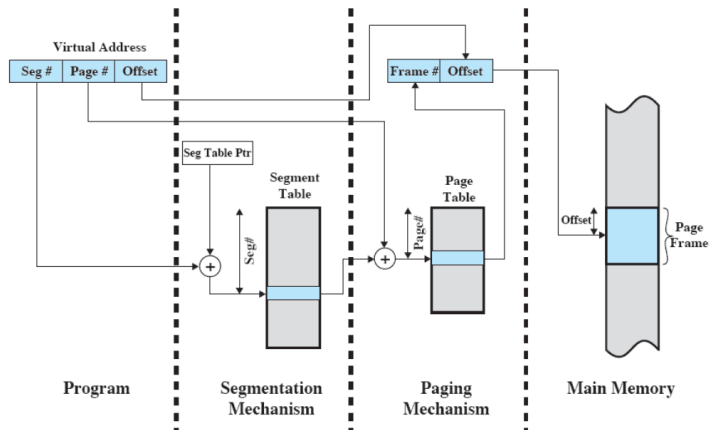 Virtual Address
Seg # Page # Offset
Frame # Offset
Seg Table Ptr
Segment
Table
Page
Table
Seg#
Page#
+
+
Offset
Page
Frame
Program
Segmentation
Mechanism
Paging
Mechanism
Main Memory